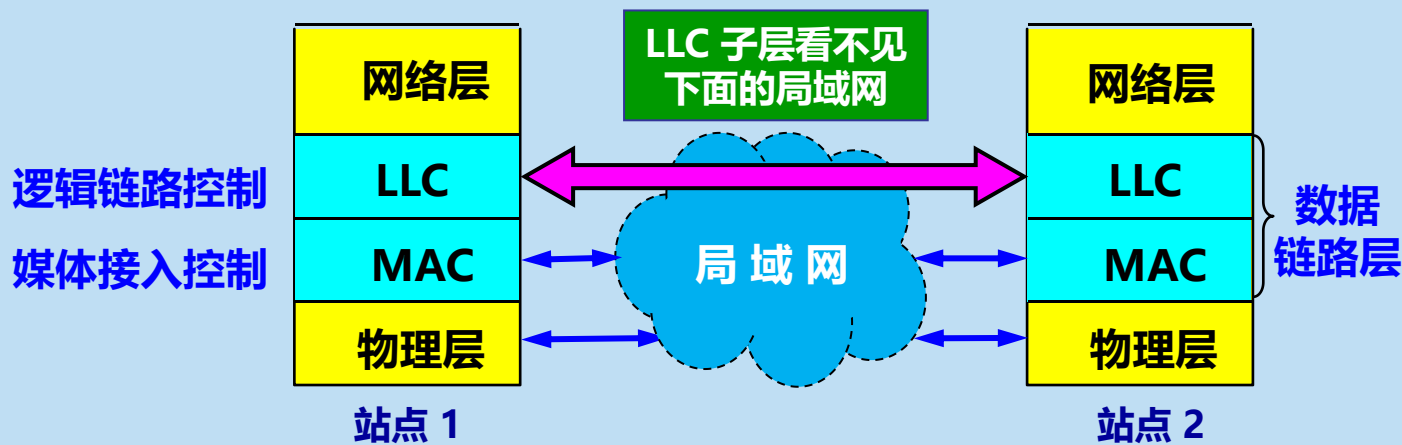 LLC 子层看不见
下面的局域网
网络层
网络层
逻辑链路控制
LLC
LLC
数据
链路层
媒体接入控制
MAC
局 域 网
MAC
物理层
物理层
站点 1
站点 2